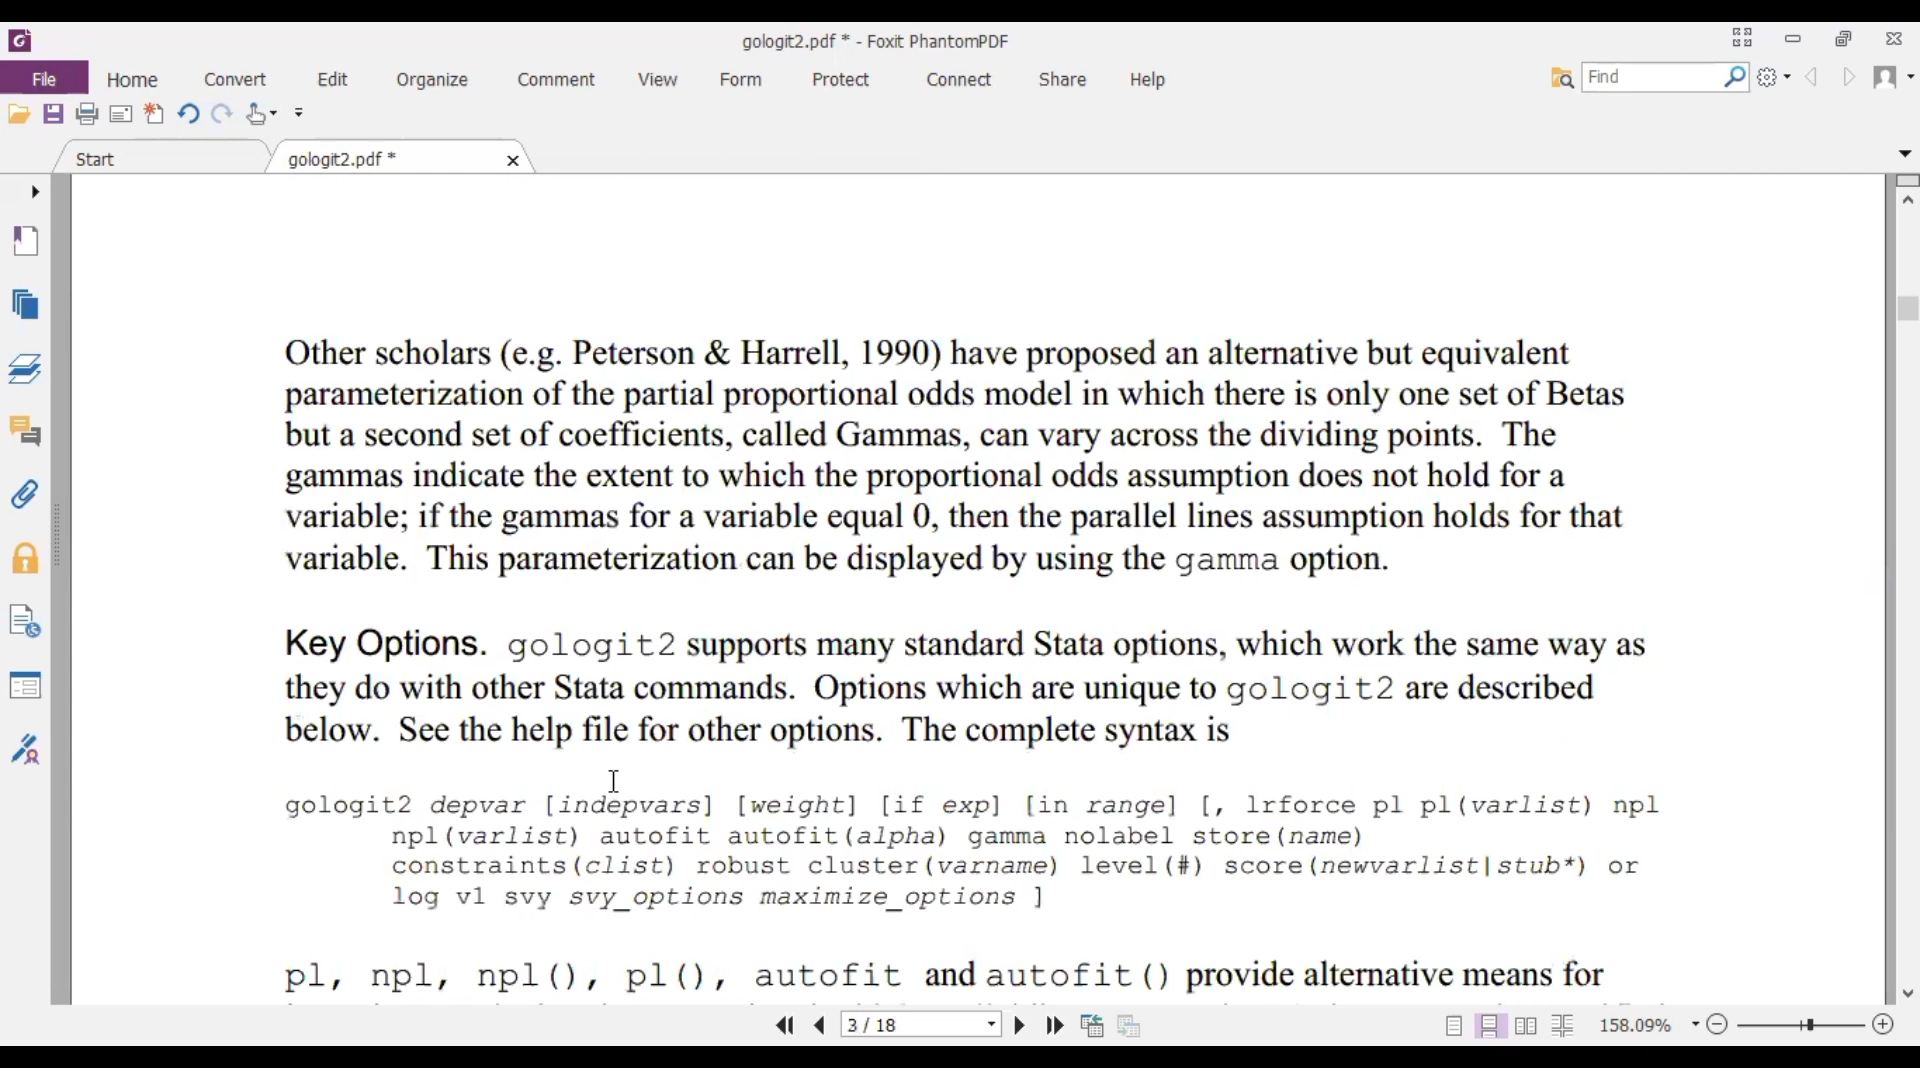 gologit2.pdf * - Foxit PhantomPDF
File Home Convert Edit Organize Comment View Form Protect Connect Share Help Find
Start gologit2.pdf *
Other scholars (e.g. Peterson & Harrell, 1990) have proposed an alternative but equivalent
parameterization of the partial proportional odds model in which there is only one set of Betas
but a second set of coefficients, called Gammas, can vary across the dividing points. The
gammas indicate the extent to which the proportional odds assumption does not hold for a
variable; if the gammas for a variable equal 0, then the parallel lines assumption holds for that
variable. This parameterization can be displayed by using the gamma option.
Key Options. gologit2 supports many standard Stata options, which work the same way as
they do with other Stata commands. Options which are unique to gologit2 are described
below. See the help file for other options. The complete syntax is
gologit2 depvar [indepvars] [weight] [if exp] [in range] [, lrforce pl pl(varlist) npl
npl(varlist) autofit autofit(alpha) gamma nolabel store(name)
constraints(clist) robust cluster(varname) level(#) score(newvarlist|stub*) or
log v1 svy svy_options maximize_options ]
pl, npl, npl(), pl(), autofit and autofit() provide alternative means for
3 / 18 158.09%